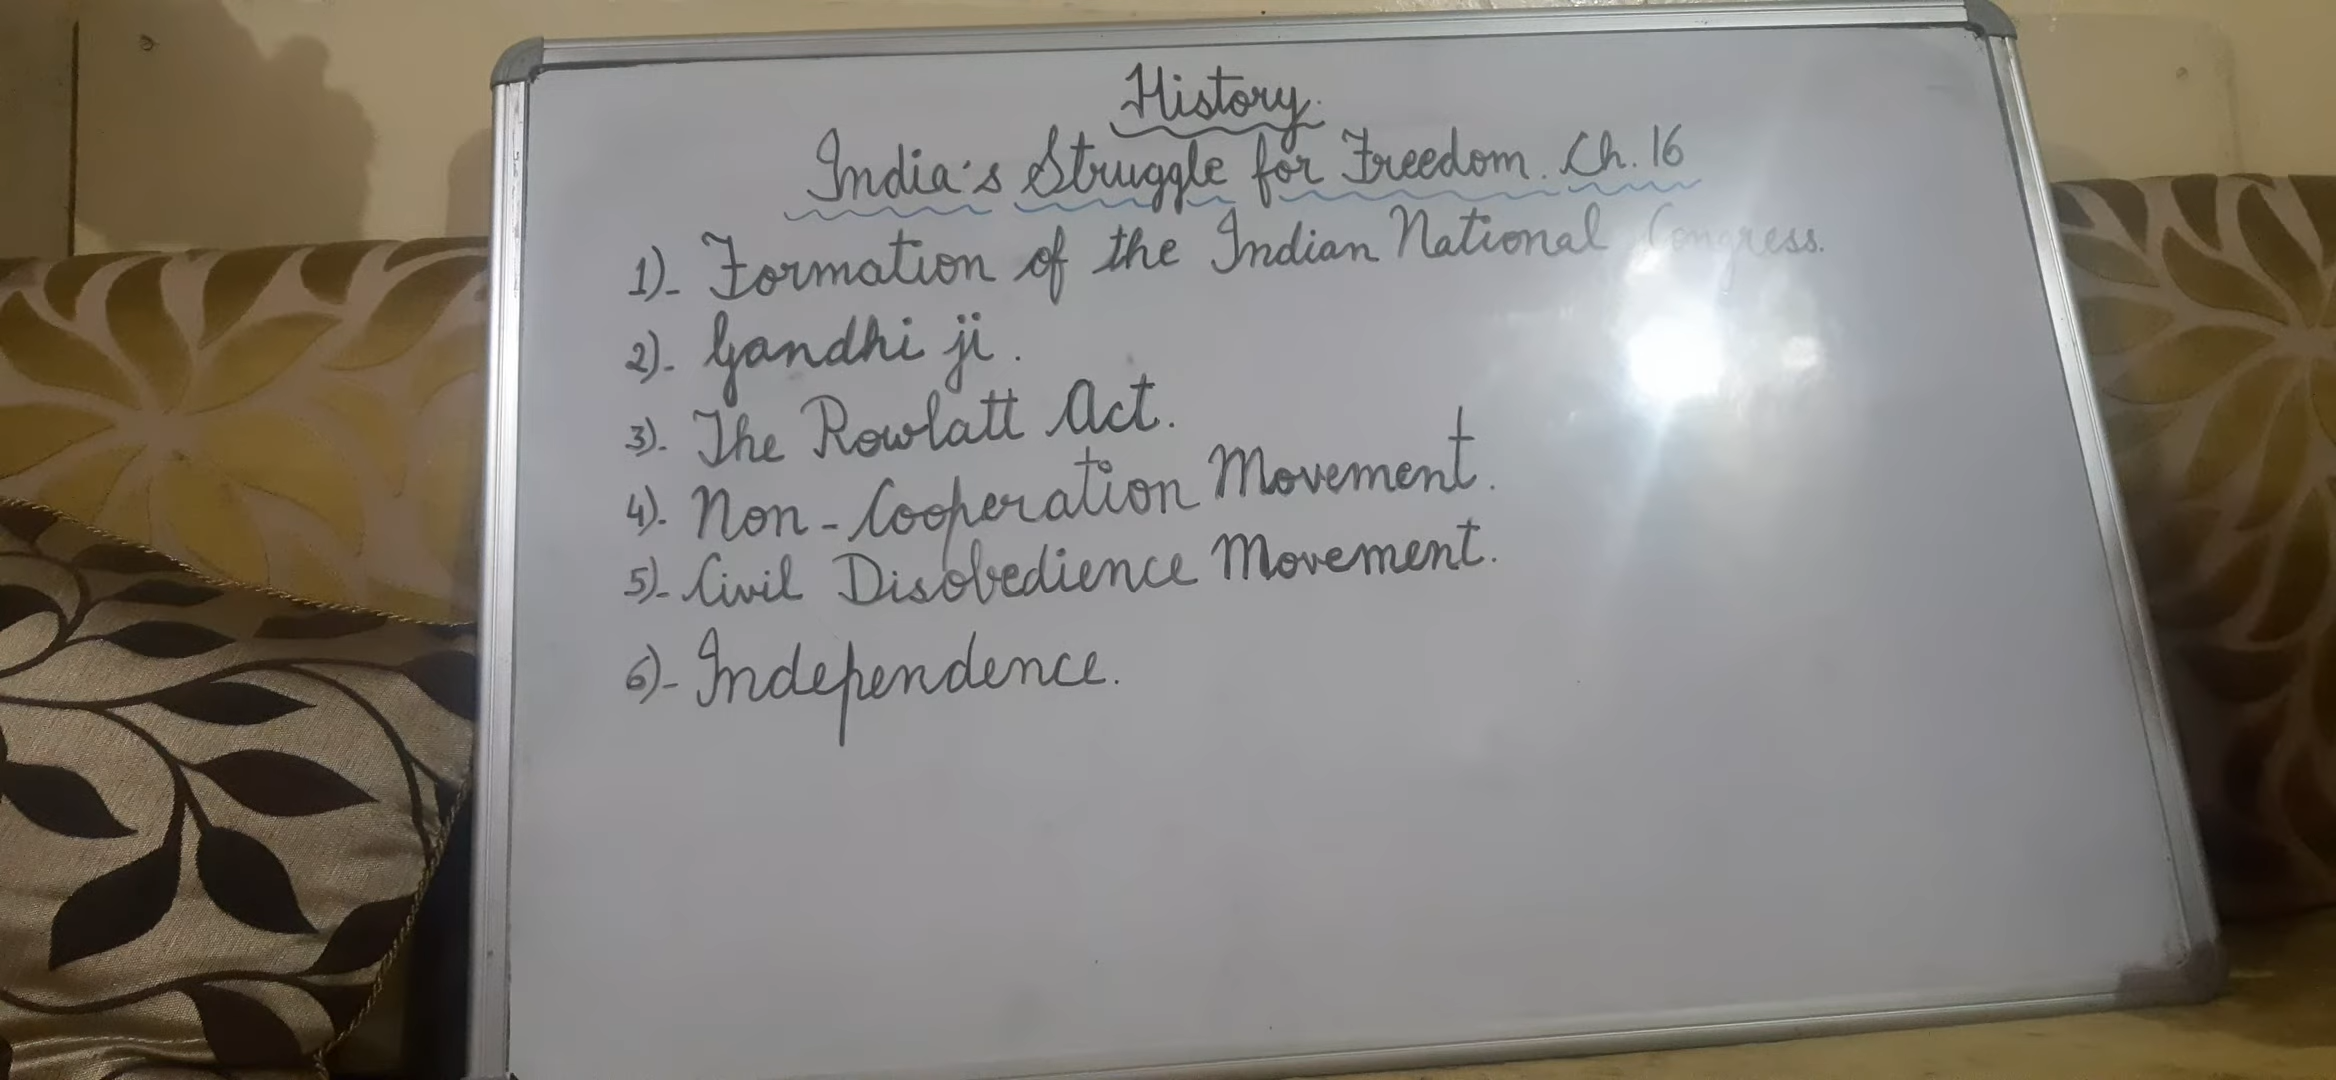 History.
India's Struggle for Freedom. Ch. 16
1)- Formation of the Indian National Congress.
2)- Gandhi ji.
3)- The Rowlatt Act.
4)- Non-Cooperation Movement.
5)- Civil Disobedience Movement.
6)- Independence.